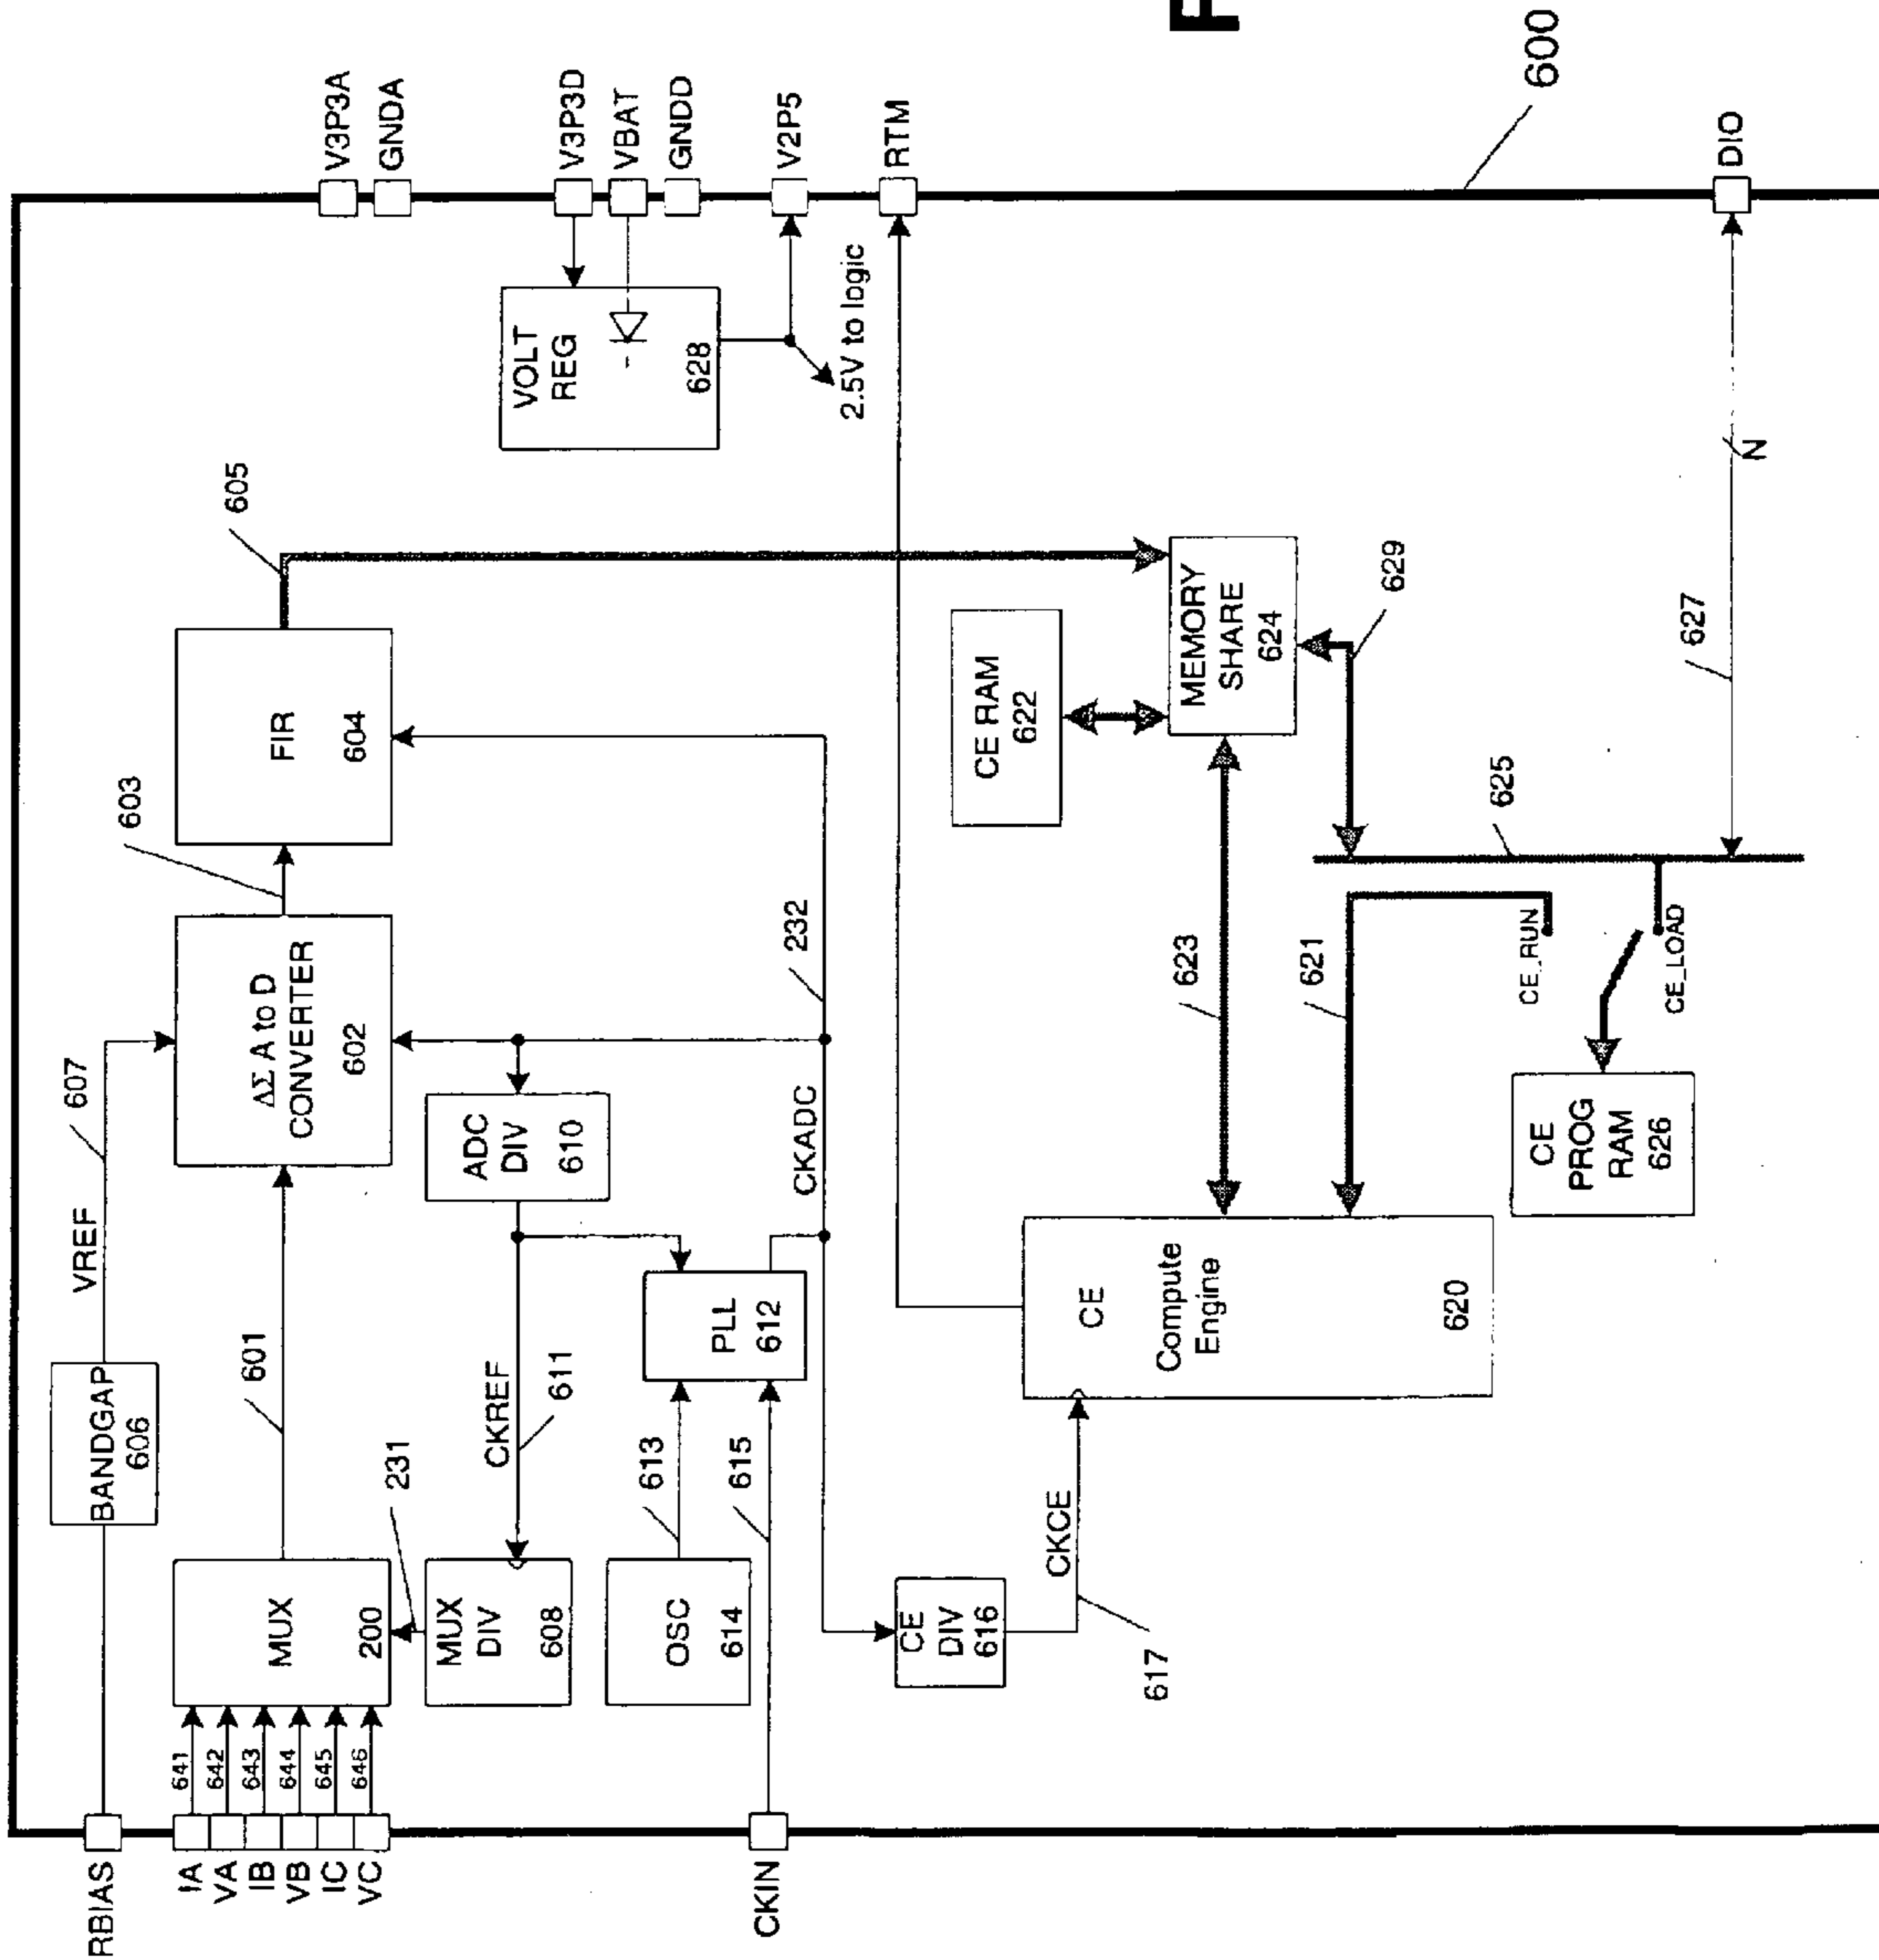 RBIAS
BANDGAP
606
VREF
607
IA
VA
IB
VB
IC
VC
641
642
643
644
645
646
MUX
200
601
ΔΣ A to D
CONVERTER
602
603
FIR
604
605
231
MUX
DIV
608
CKREF
611
ADC
DIV
610
OSC
614
613
615
PLL
612
CKADC
232
CKIN
CE
DIV
616
CKCE
617
CE
Compute
Engine
620
623
621
CE RAM
622
MEMORY
SHARE
624
629
CE_RUN
CE_LOAD
625
CE
PROG
RAM
626
627
N
VOLT
REG
628
2.5V to logic
V3P3A
GNDA
V3P3D
VBAT
GNDD
V2P5
RTM
DIO
600
F